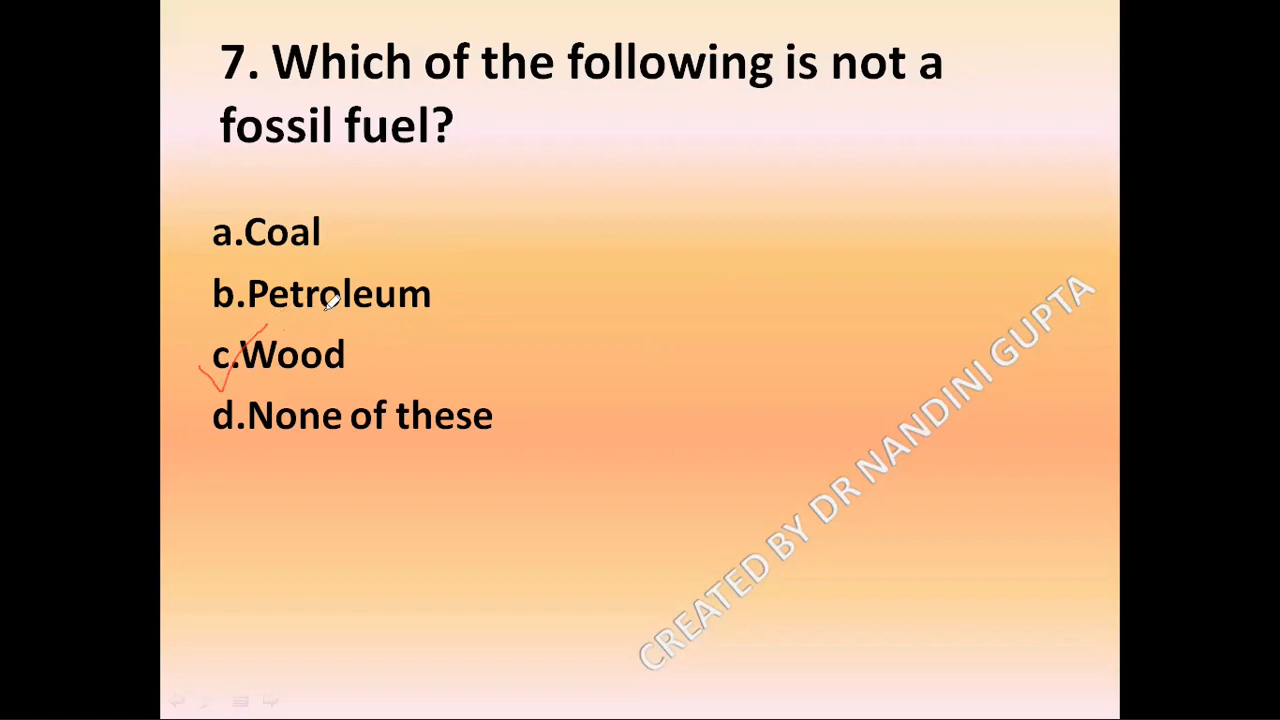 7. Which of the following is not a
fossil fuel?
a.Coal
b.Petroleum
c.Wood
d.None of these
CREATED BY DR NANDINI GUPTA